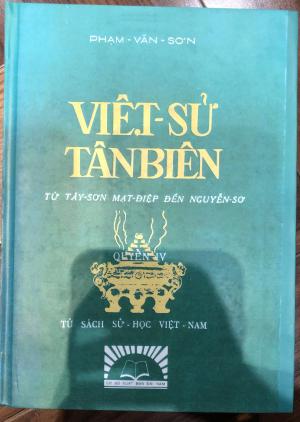 PHẠM - VĂN - SƠN
VIỆT-SỬ
TÂN BIÊN
TỪ TÂY-SƠN MẠT-ĐIỆP ĐẾN NGUYỄN-SƠ
QUYỂN IV
TỦ SÁCH SỬ-HỌC VIỆT-NAM